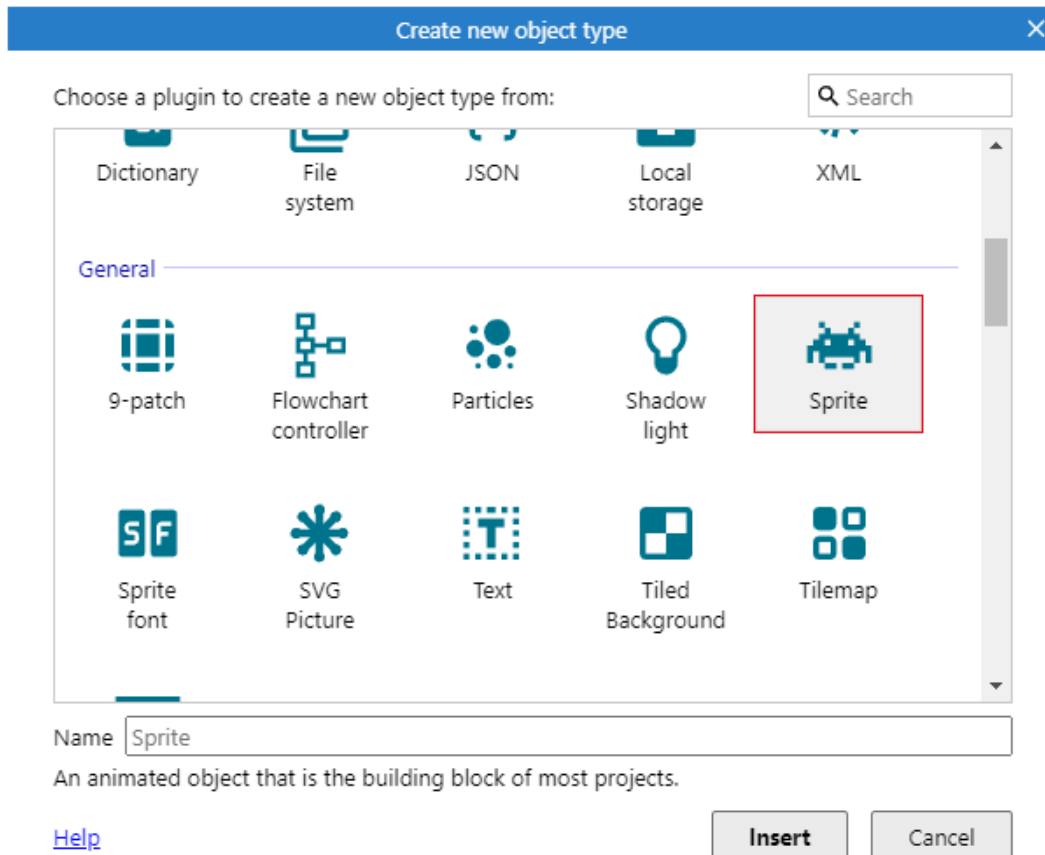 Create new object type
Choose a plugin to create a new object type from:
Search
Dictionary
File
system
JSON
Local
storage
XML
General
9-patch
Flowchart
controller
Particles
Shadow
light
Sprite
S F
Sprite
font
SVG
Picture
T
Text
Tiled
Background
Tilemap
Name Sprite
An animated object that is the building block of most projects.
Help
Insert
Cancel